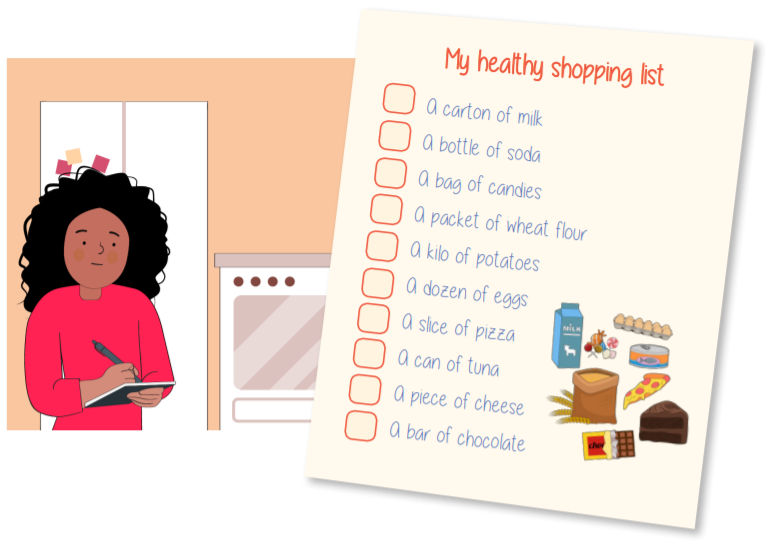 My healthy shopping list
A carton of milk
A bottle of soda
A bag of candies
A packet of wheat flour
A kilo of potatoes
A dozen of eggs
A slice of pizza
A can of tuna
A piece of cheese
A bar of chocolate
MILK